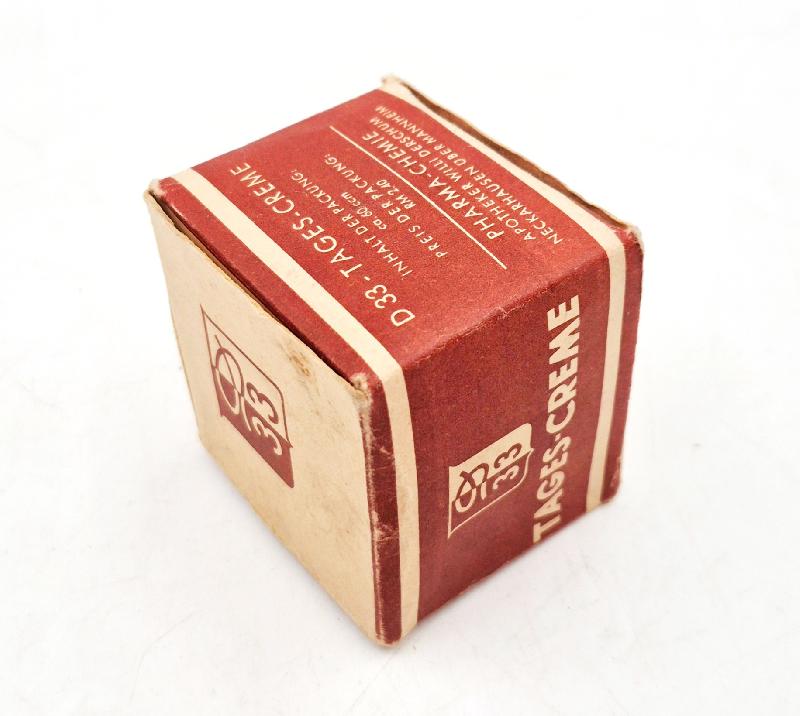 D 33 - TAGES-CREME
INHALT DER PACKUNG:
ca. 60 ccm
PREIS DER PACKUNG:
RM 2.40
PHARMA-CHEMIE
APOTHEKER WILLI DERSCHUM
NECKARHAUSEN ÜBER MANNHEIM
D
33
TAGES-CREME
D
33